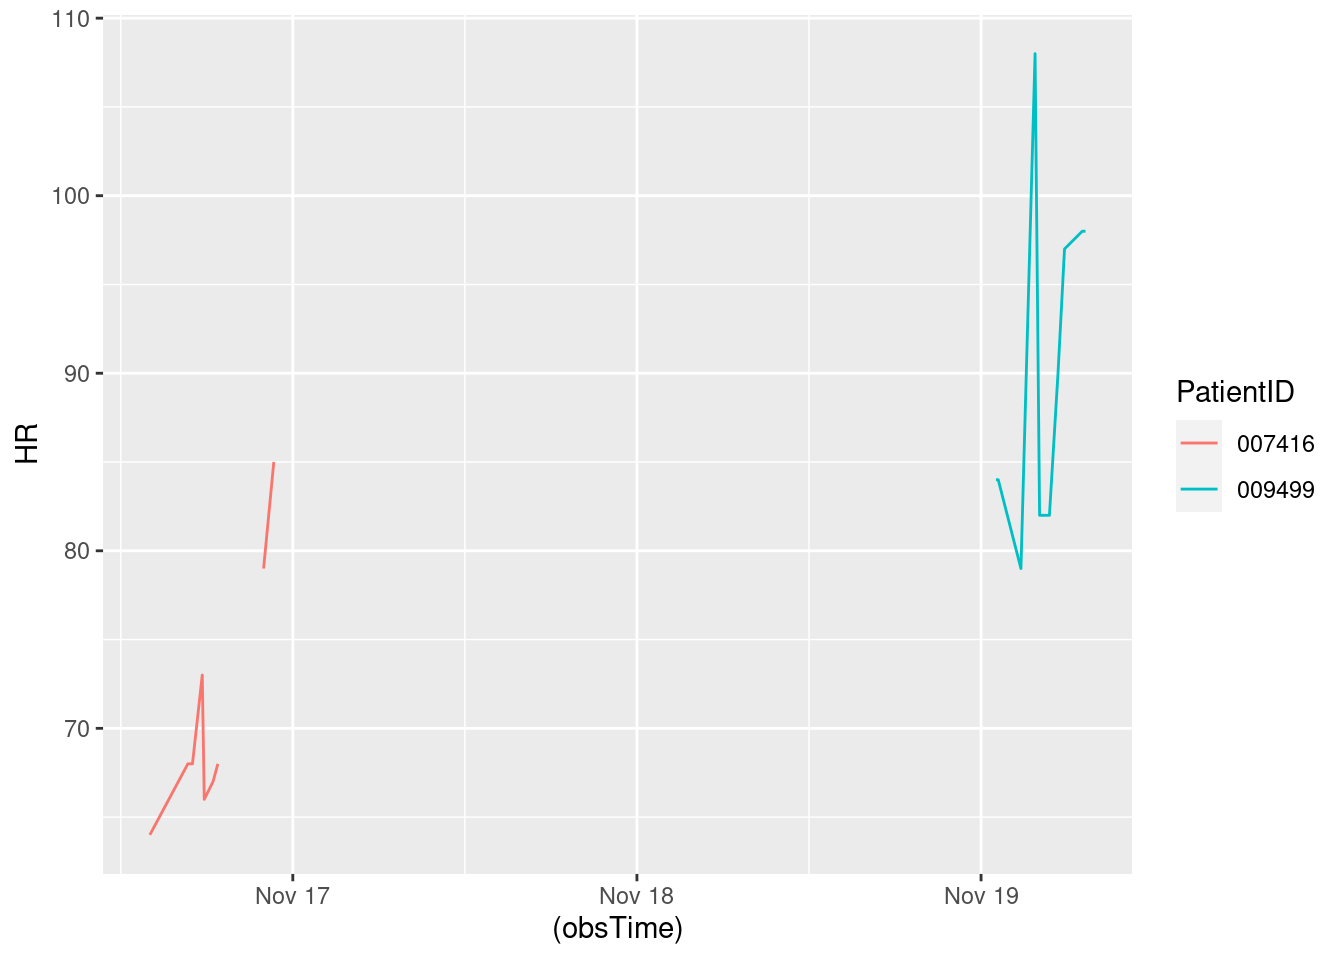 110
100
90
80
70
HR
Nov 17
Nov 18
Nov 19
(obsTime)
PatientID
007416
009499